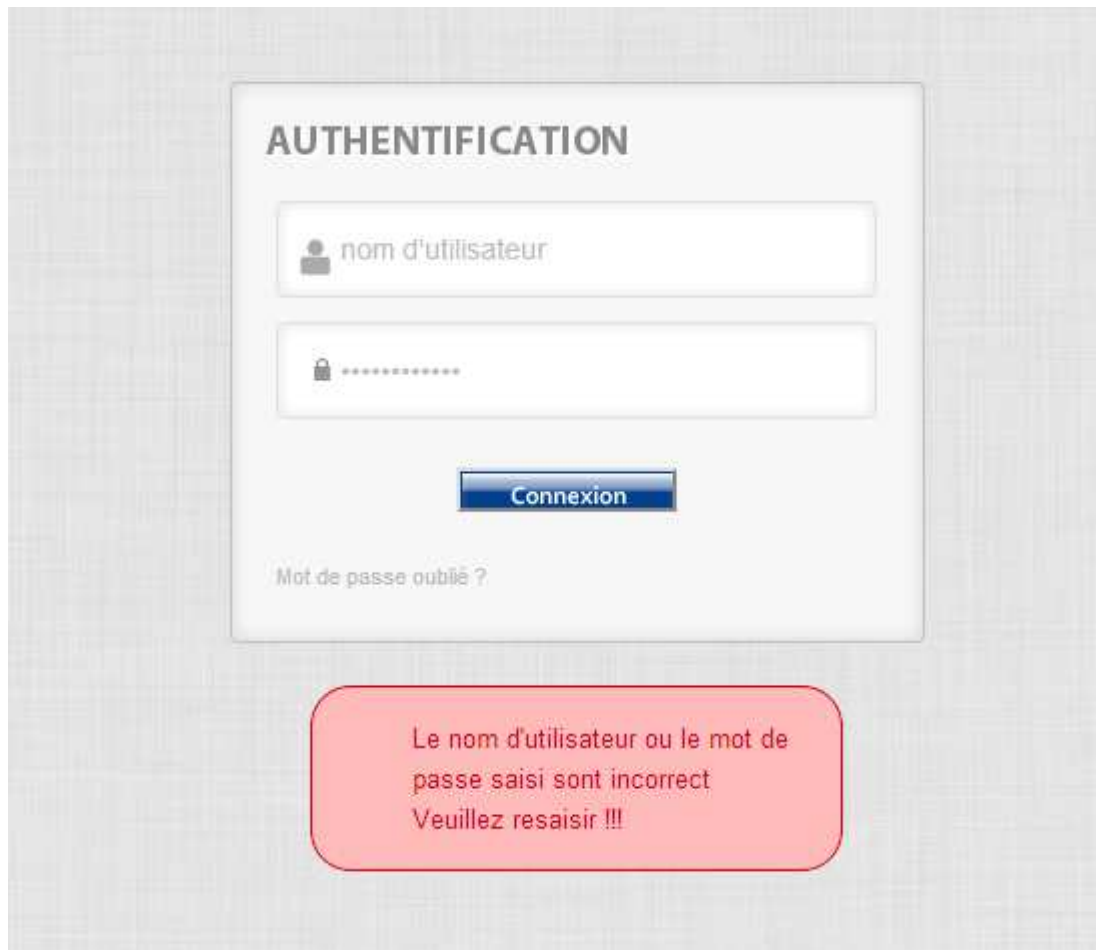 AUTHENTIFICATION
nom d'utilisateur
••••••••••••
Connexion
Mot de passe oublié ?
Le nom d'utilisateur ou le mot de
passe saisi sont incorrect
Veuillez resaisir !!!